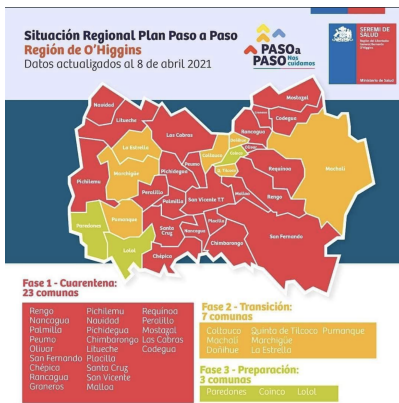 Situación Regional Plan Paso a Paso
Región de O'Higgins
Datos actualizados al 8 de abril 2021
PASO a
PASO Nos
cuidamos
SEREMI DE
SALUD
Ministerio de Salud
Navidad
Litueche
La Estrella
Las Cabras
Mostazal
Codegua
Rancagua
Olivar
Coltauco
Machalí
Marchigüe
Pichidegua
Peumo
Requínoa
Pichilemu
Peralillo
Palmilla
San Vicente T.T
Malloa
Rengo
Paredones
Pumanque
Santa
Cruz
Nancagua
Placilla
San Fernando
Lolol
Chépica
Chimbarongo
Fase 1 - Cuarentena:
23 comunas
Rengo Pichilemu Requinoa
Nancagua Navidad Peralillo
Palmilla Pichidegua Mostazal
Peumo Chimbarongo Las Cabras
Olivar Litueche Codegua
San Fernando Placilla
Chépica Santa Cruz
Rancagua San Vicente
Graneros Malloa
Fase 2 - Transición:
7 comunas
Coltauco Quinta de Tilcoco Pumanque
Machalí Marchigüe
Doñihue La Estrella
Fase 3 - Preparación:
3 comunas
Paredones Coinco Lolol